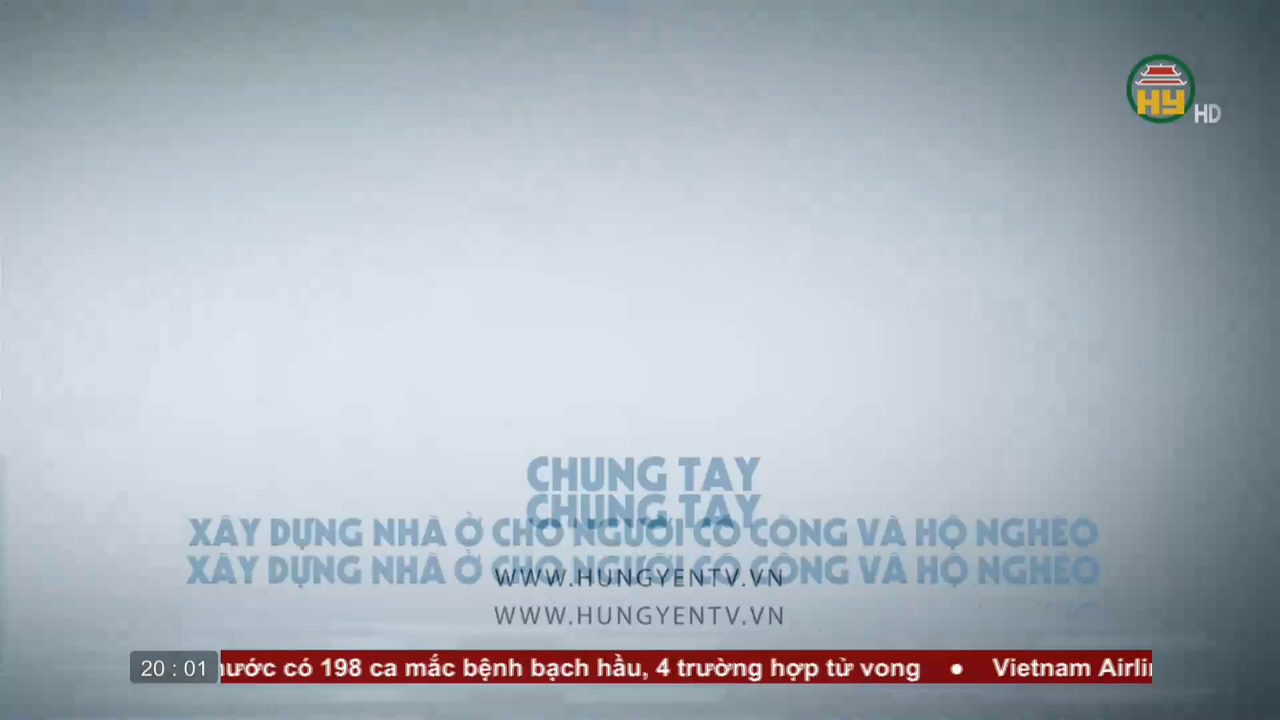 HY HD
CHUNG TAY
CHUNG TAY
XÂY DỰNG NHÀ Ở CHO NGƯỜI CÓ CÔNG VÀ HỘ NGHÈO
XÂY DỰNG NHÀ Ở CHO NGƯỜI CÓ CÔNG VÀ HỘ NGHÈO
WWW.HUNGYENTV.VN
WWW.HUNGYENTV.VN
20 : 01 nước có 198 ca mắc bệnh bạch hầu, 4 trường hợp tử vong • Vietnam Airli